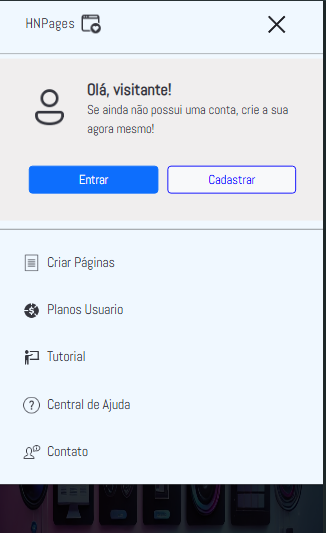 HNPages
Olá, visitante!
Se ainda não possui uma conta, crie a sua
agora mesmo!
Entrar Cadastrar
Criar Páginas
Planos Usuario
Tutorial
Central de Ajuda
Contato